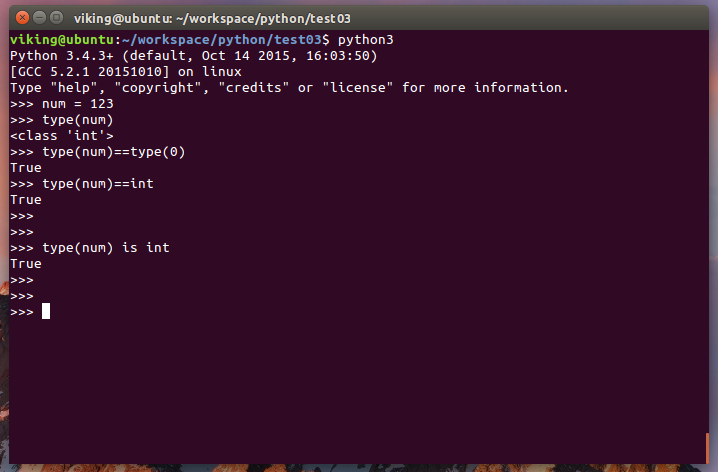 viking@ubuntu: ~/workspace/python/test03
viking@ubuntu:~/workspace/python/test03$ python3
Python 3.4.3+ (default, Oct 14 2015, 16:03:50)
[GCC 5.2.1 20151010] on linux
Type "help", "copyright", "credits" or "license" for more information.
>>> num = 123
>>> type(num)
<class 'int'>
>>> type(num)==type(0)
True
>>> type(num)==int
True
>>>
>>>
>>> type(num) is int
True
>>>
>>>
>>>